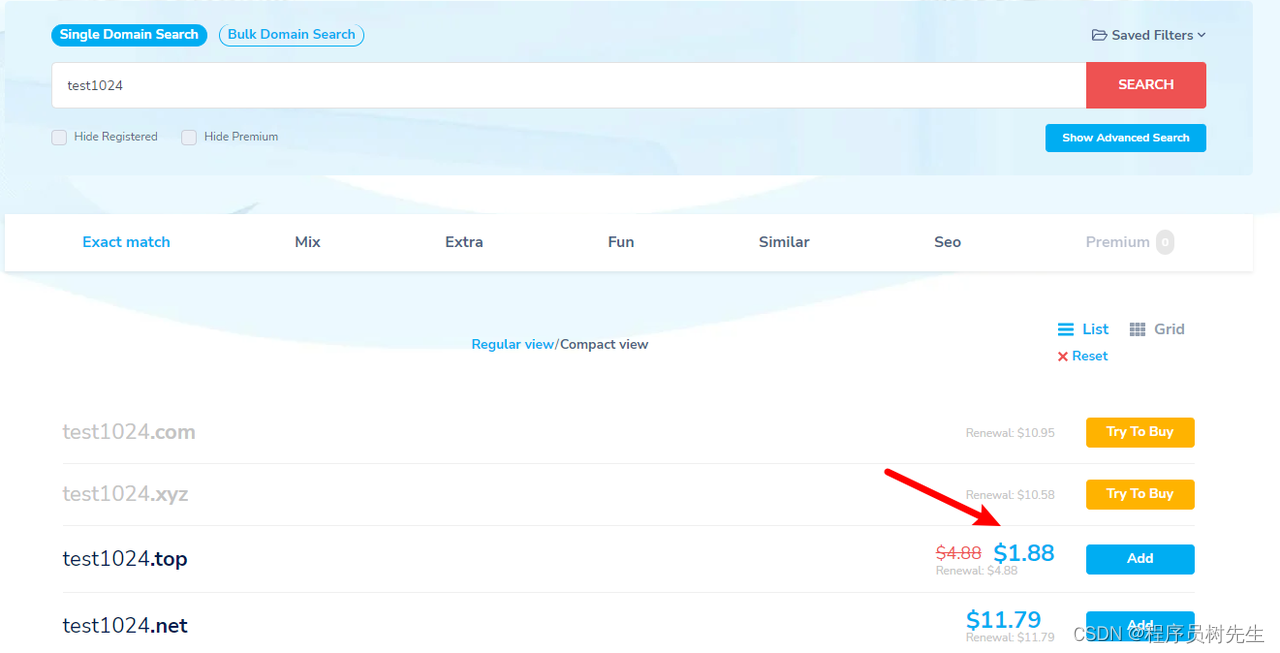 Single Domain Search
Bulk Domain Search
Saved Filters
test1024
SEARCH
Hide Registered
Hide Premium
Show Advanced Search
Exact match
Mix
Extra
Fun
Similar
Seo
Premium 0
List
Grid
Regular view/Compact view
Reset
test1024.com
Renewal: $10.95
Try To Buy
test1024.xyz
Renewal: $10.58
Try To Buy
test1024.top
$4.88 $1.88
Renewal: $4.88
Add
test1024.net
$11.79
Renewal: $11.79
Add
CSDN @程序员树先生